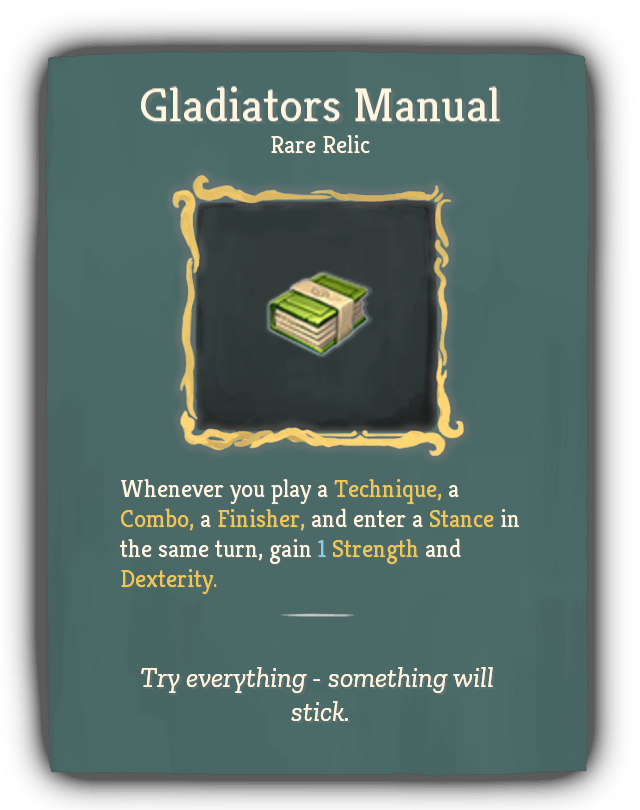 Gladiators Manual
Rare Relic
Whenever you play a Technique, a
Combo, a Finisher, and enter a Stance in
the same turn, gain 1 Strength and
Dexterity.
Try everything - something will
stick.